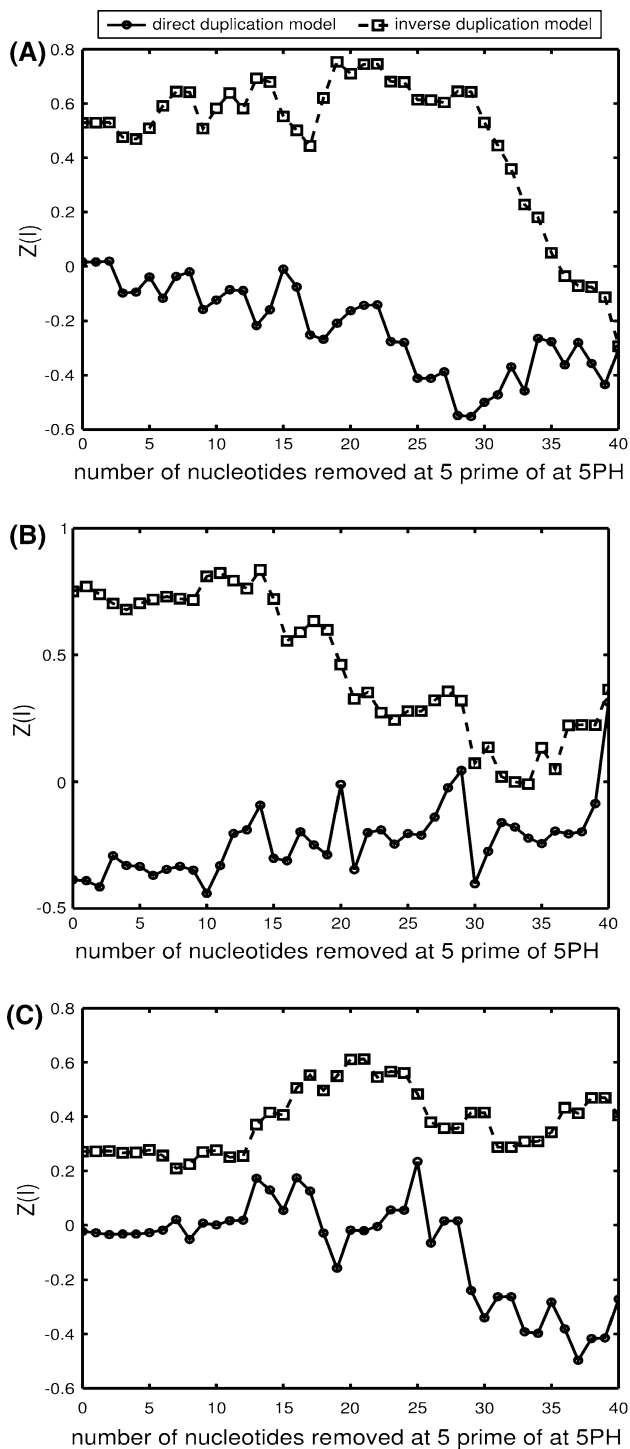 direct duplication model inverse duplication model
(A)
0.8
0.6
0.4
0.2
0
-0.2
-0.4
-0.6
Z(I)
0 5 10 15 20 25 30 35 40
number of nucleotides removed at 5 prime of at 5PH
(B)
1
0.5
0
-0.5
Z(I)
0 5 10 15 20 25 30 35 40
number of nucleotides removed at 5 prime of 5PH
(C)
0.8
0.6
0.4
0.2
0
-0.2
-0.4
-0.6
Z(I)
0 5 10 15 20 25 30 35 40
number of nucleotides removed at 5 prime of at 5PH